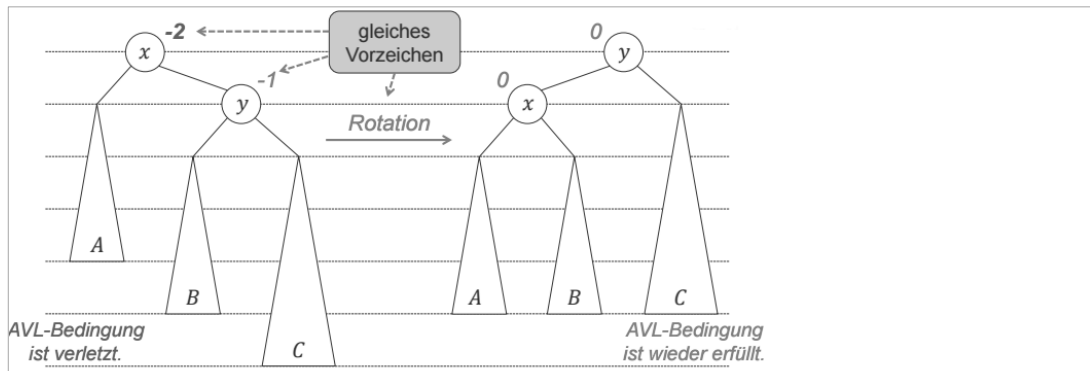 -2
gleiches
Vorzeichen
0
x
y
-1
0
y
x
Rotation
A
B
C
A
B
C
AVL-Bedingung
ist verletzt.
AVL-Bedingung
ist wieder erfüllt.